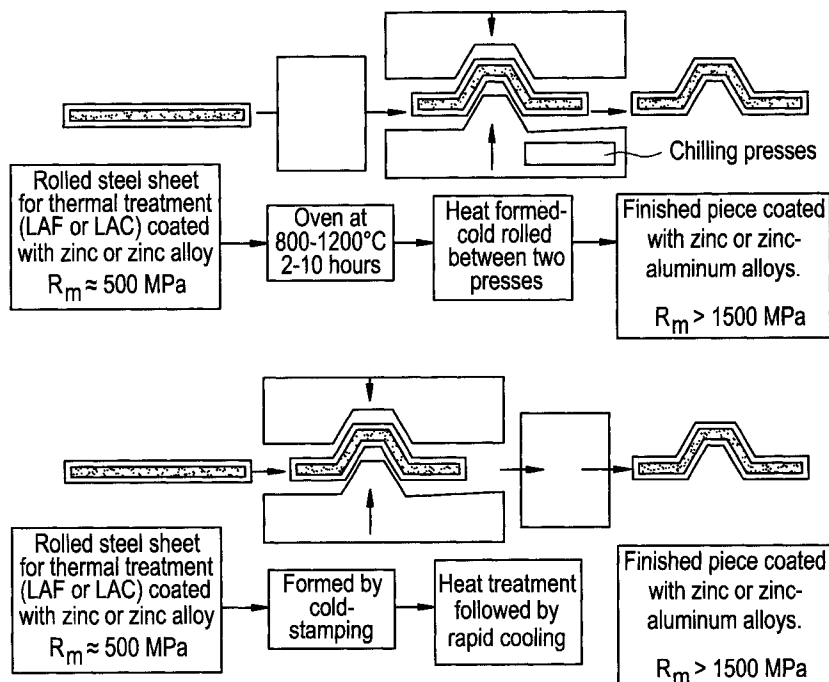 Chilling presses
Rolled steel sheet
for thermal treatment
(LAF or LAC) coated
with zinc or zinc alloy
Rm ≈ 500 MPa
Oven at
800-1200°C
2-10 hours
Heat formed-
cold rolled
between two
presses
Finished piece coated
with zinc or zinc-
aluminum alloys.
Rm > 1500 MPa
Rolled steel sheet
for thermal treatment
(LAF or LAC) coated
with zinc or zinc alloy
Rm ≈ 500 MPa
Formed by
cold-
stamping
Heat treatment
followed by
rapid cooling
Finished piece coated
with zinc or zinc-
aluminum alloys.
Rm > 1500 MPa